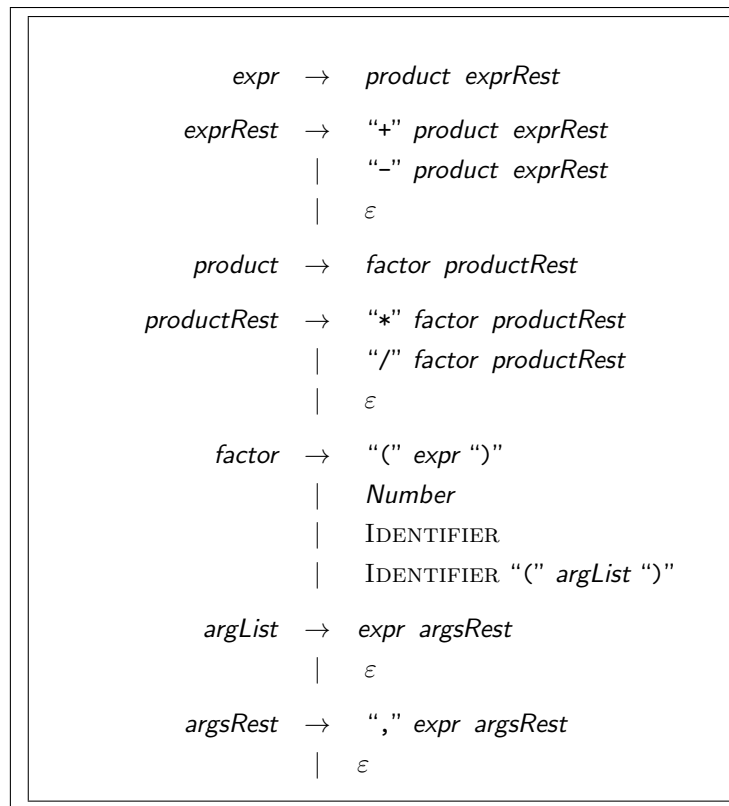 expr → product exprRest
exprRest → “+” product exprRest
| “-” product exprRest
| ε
product → factor productRest
productRest → “*” factor productRest
| “/” factor productRest
| ε
factor → “(” expr “)”
| Number
| IDENTIFIER
| IDENTIFIER “(” argList “)”
argList → expr argsRest
| ε
argsRest → “,” expr argsRest
| ε